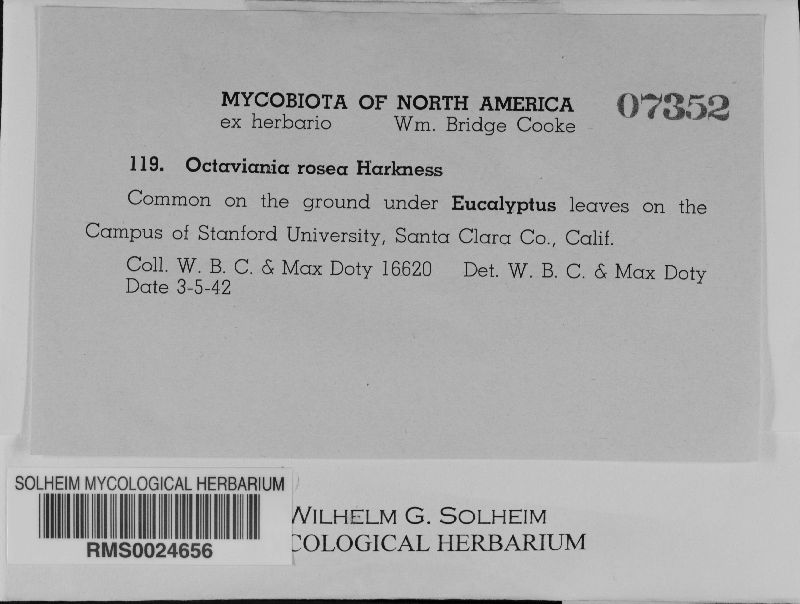 MYCOBIOTA OF NORTH AMERICA 07352
ex herbario Wm. Bridge Cooke
119. Octaviania rosea Harkness
Common on the ground under Eucalyptus leaves on the
Campus of Stanford University, Santa Clara Co., Calif.
Coll. W. B. C. & Max Doty 16620 Det. W. B. C. & Max Doty
Date 3-5-42
SOLHEIM MYCOLOGICAL HERBARIUM
RMS0024656
WILHELM G. SOLHEIM
COLOGICAL HERBARIUM